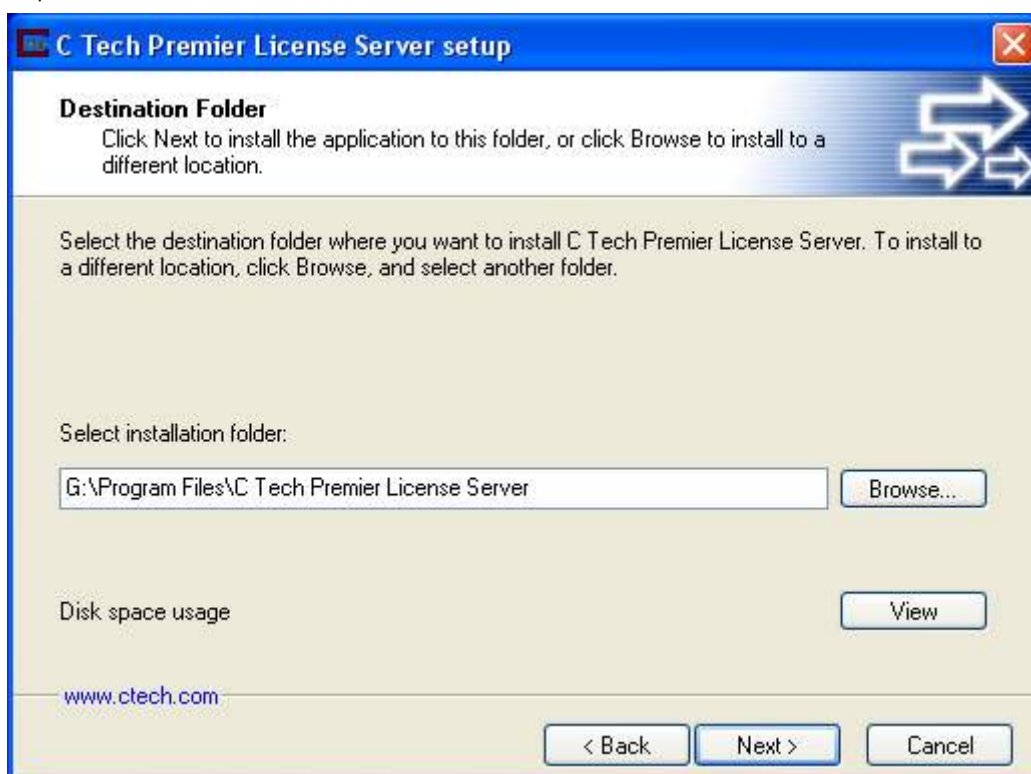 C Tech Premier License Server setup
Destination Folder
Click Next to install the application to this folder, or click Browse to install to a
different location.
Select the destination folder where you want to install C Tech Premier License Server. To install to
a different location, click Browse, and select another folder.
Select installation folder:
G:\Program Files\C Tech Premier License Server
Browse...
Disk space usage
View
www.ctech.com
< Back
Next >
Cancel